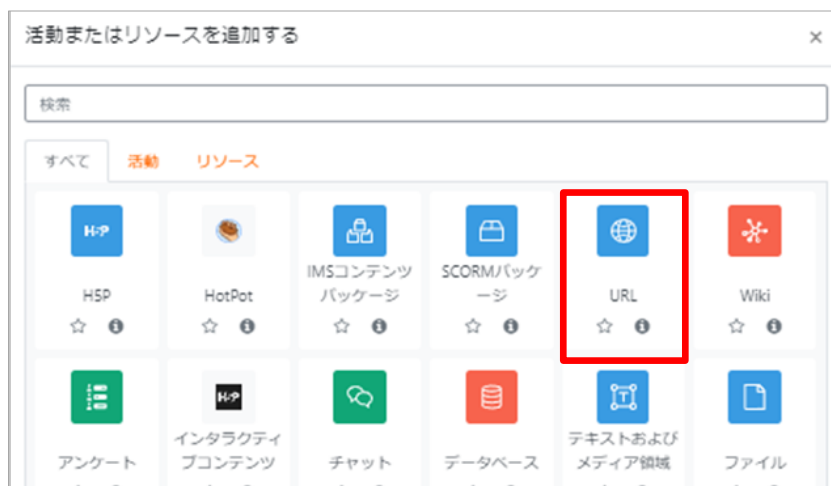 活動またはリソースを追加する ×
検索
すべて 活動 リソース
H5P
H5P HotPot IMSコンテンツ SCORMパッケ URL Wiki
パッケージ ージ
H5P
アンケート インタラクティ チャット データベース テキストおよび ファイル
ブコンテンツ メディア領域